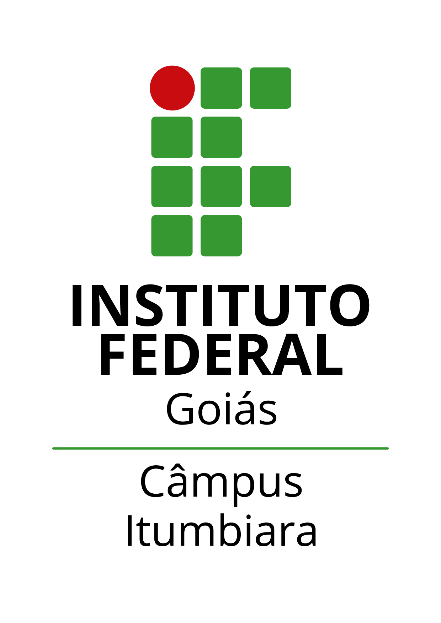 INSTITUTO
FEDERAL
Goiás
Câmpus
Itumbiara